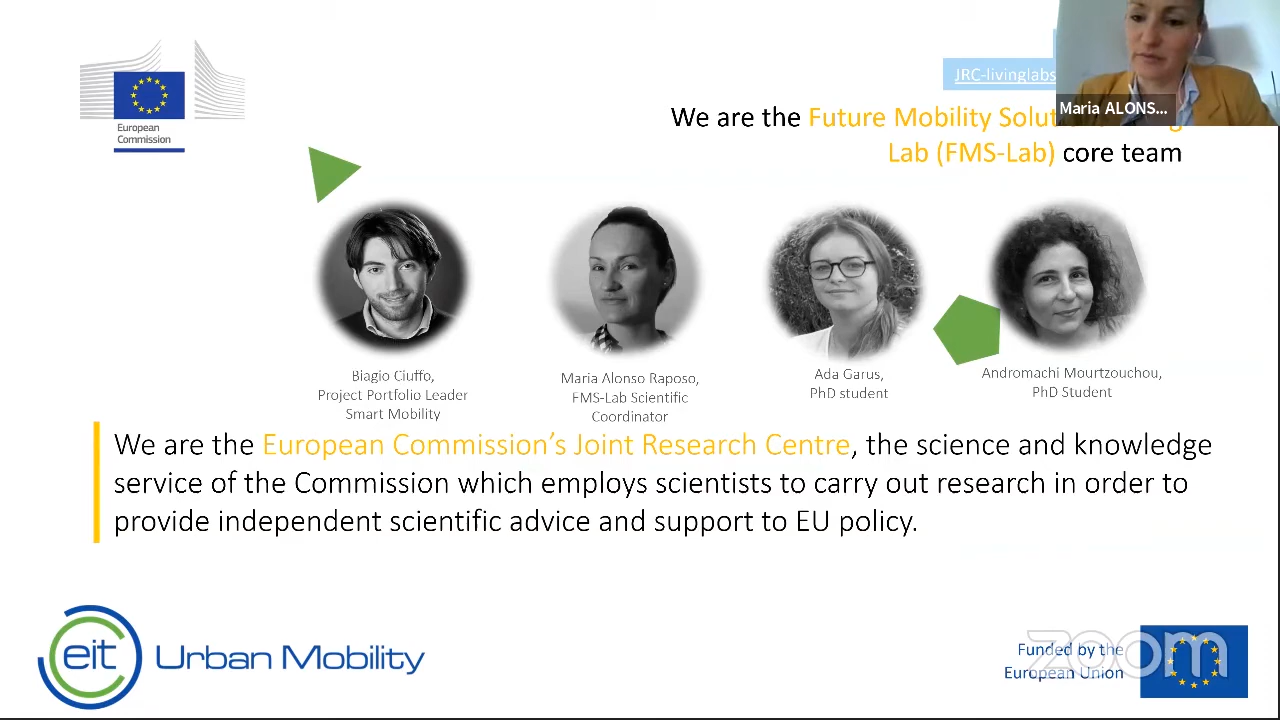 European
Commission
JRC-livinglabs
Maria ALONS...
We are the Future Mobility
Lab (FMS-Lab) core team
Biagio Ciuffo,
Project Portfolio Leader
Smart Mobility
Maria Alonso Raposo,
FMS-Lab Scientific
Coordinator
Ada Garus,
PhD student
Andromachi Mourtzouchou,
PhD Student
We are the European Commission’s Joint Research Centre, the science and knowledge
service of the Commission which employs scientists to carry out research in order to
provide independent scientific advice and support to EU policy.
eit Urban Mobility
Funded by the
European Union
zoom